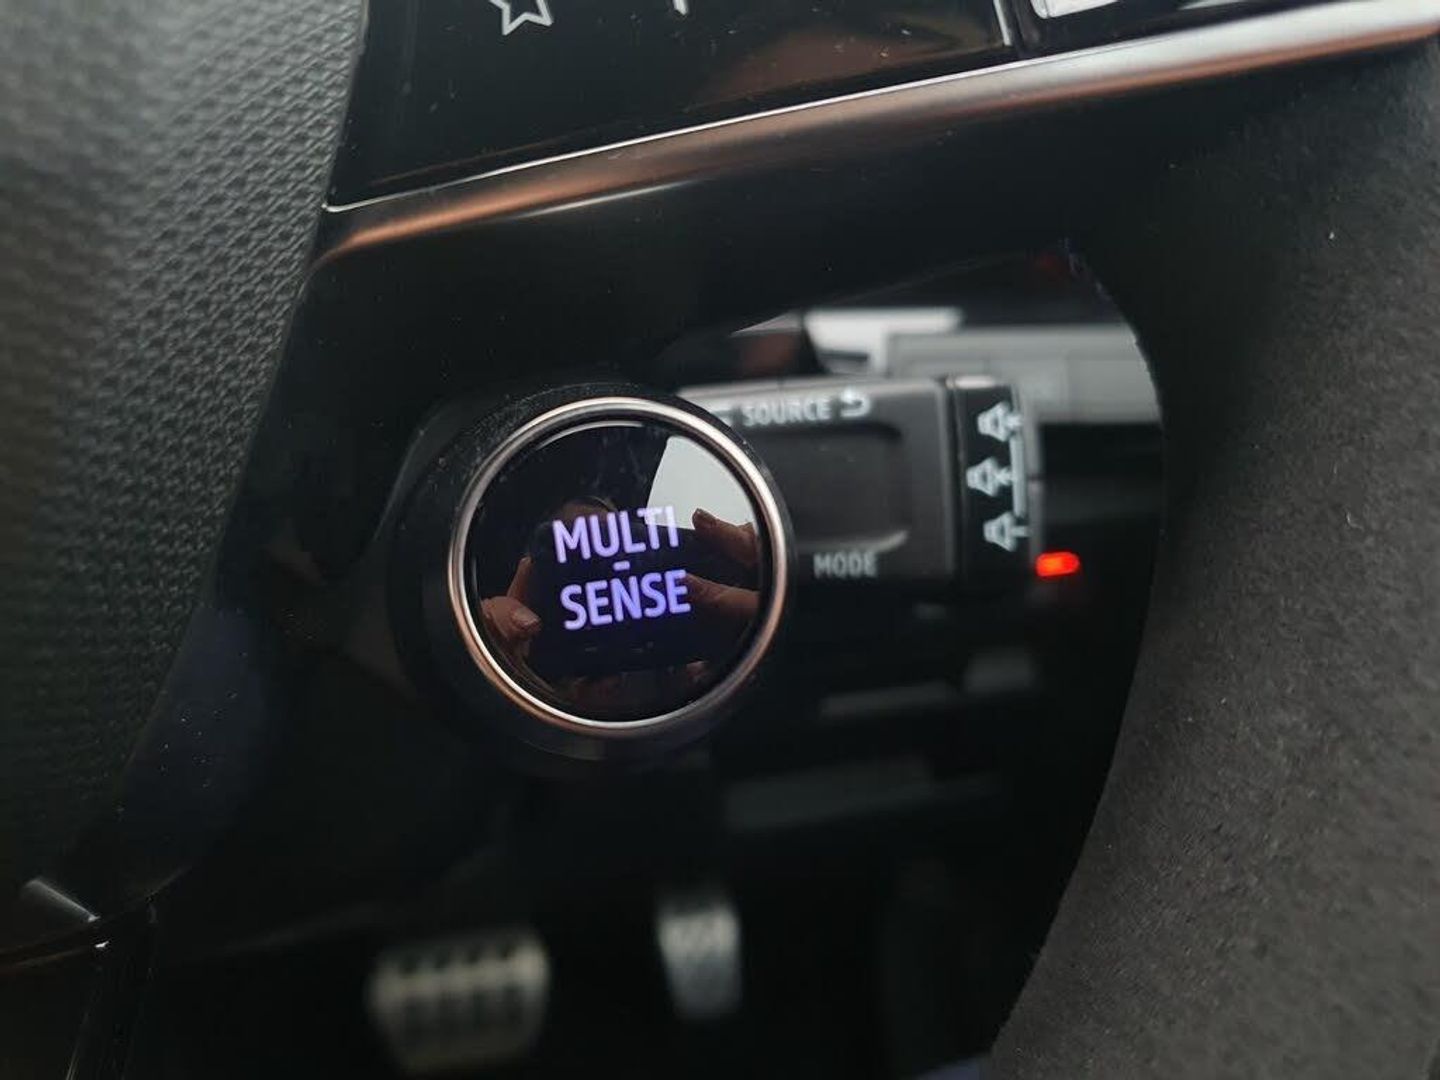 SOURCE
MULTI
-
SENSE
MODE